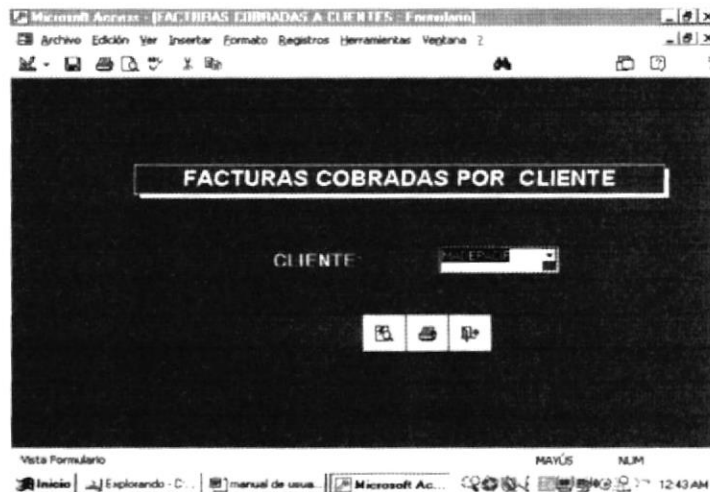 Microsoft Access - [FACTURAS COBRADAS A CLIENTES : Formulario]
Archivo Edición Ver Insertar Formato Registros Herramientas Ventana ?
FACTURAS COBRADAS POR CLIENTE
CLIENTE:
MADEPACIF
Vista Formulario MAYÚS NUM
Inicio Explorando - D:... manual de usua... Microsoft Ac... 12:43 AM